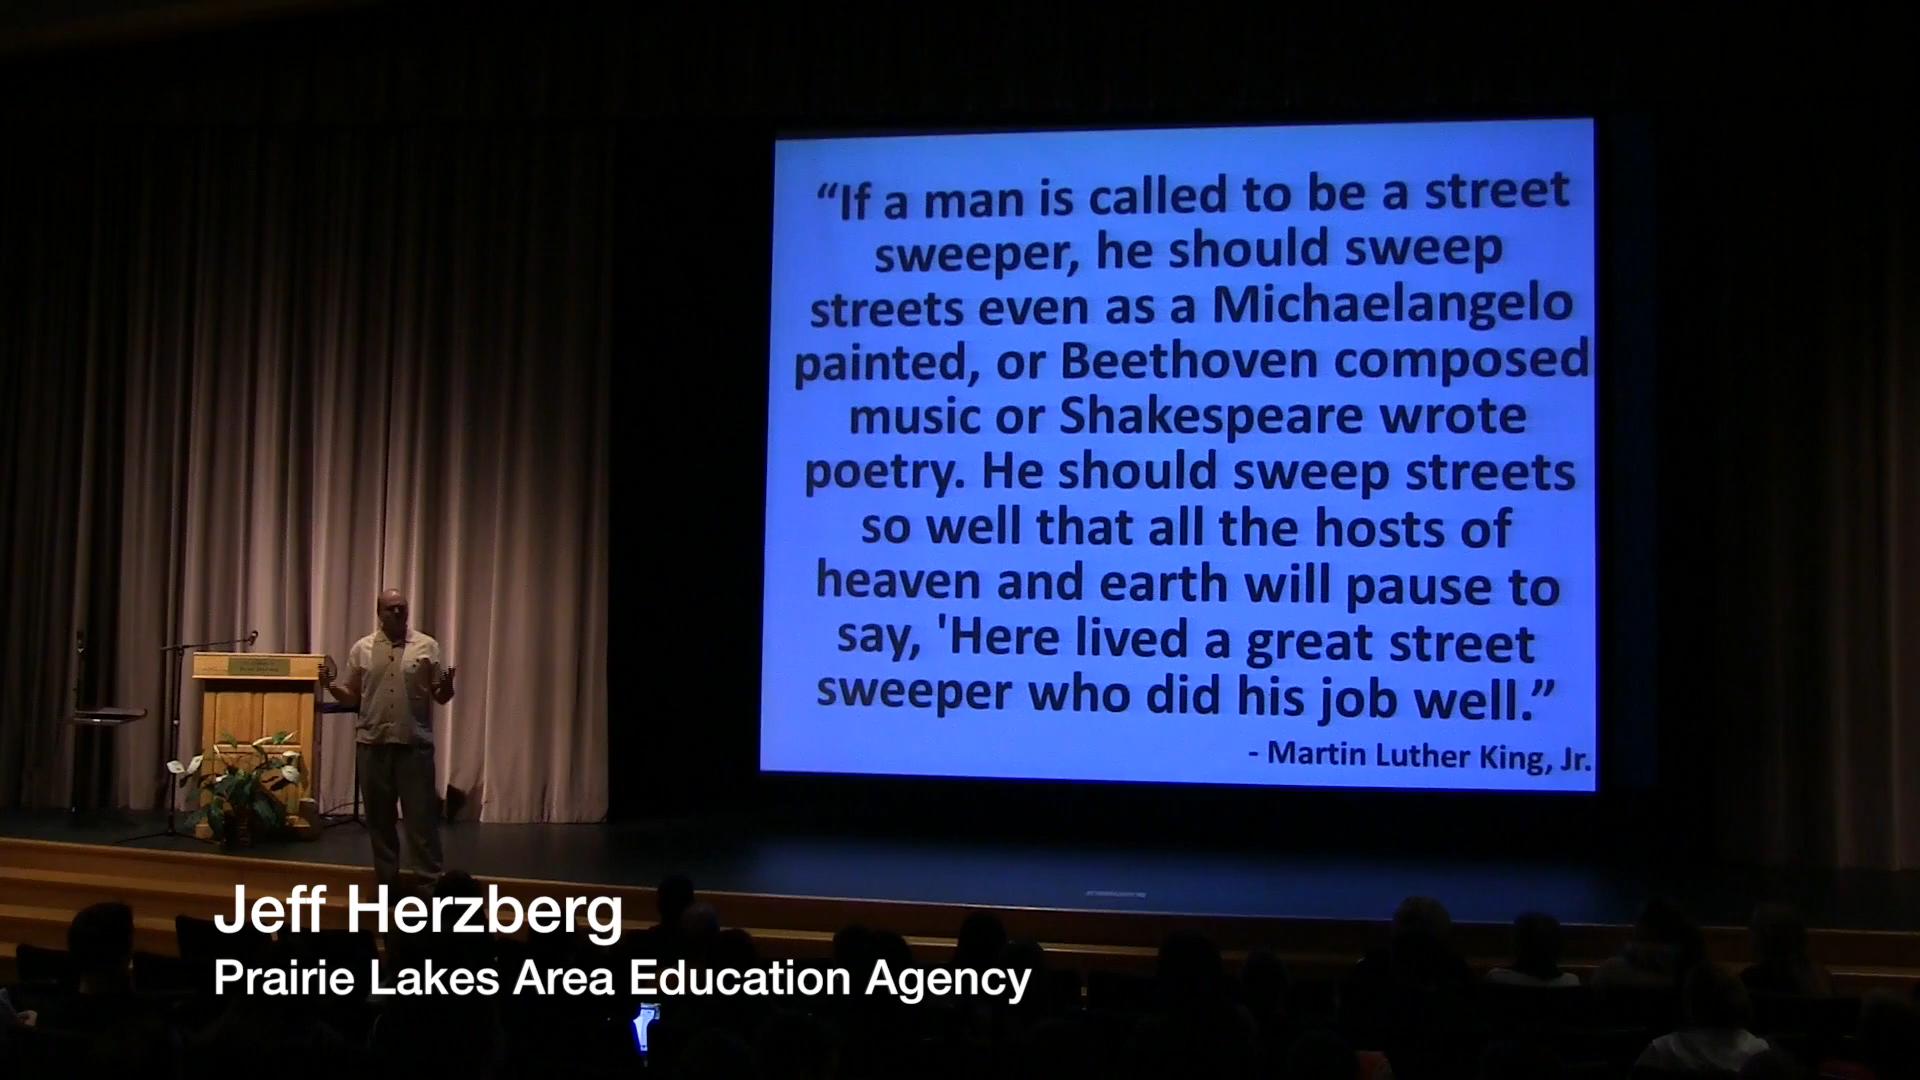 “If a man is called to be a street
sweeper, he should sweep
streets even as a Michaelangelo
painted, or Beethoven composed
music or Shakespeare wrote
poetry. He should sweep streets
so well that all the hosts of
heaven and earth will pause to
say, 'Here lived a great street
sweeper who did his job well.”
- Martin Luther King, Jr.
Jeff Herzberg
Prairie Lakes Area Education Agency